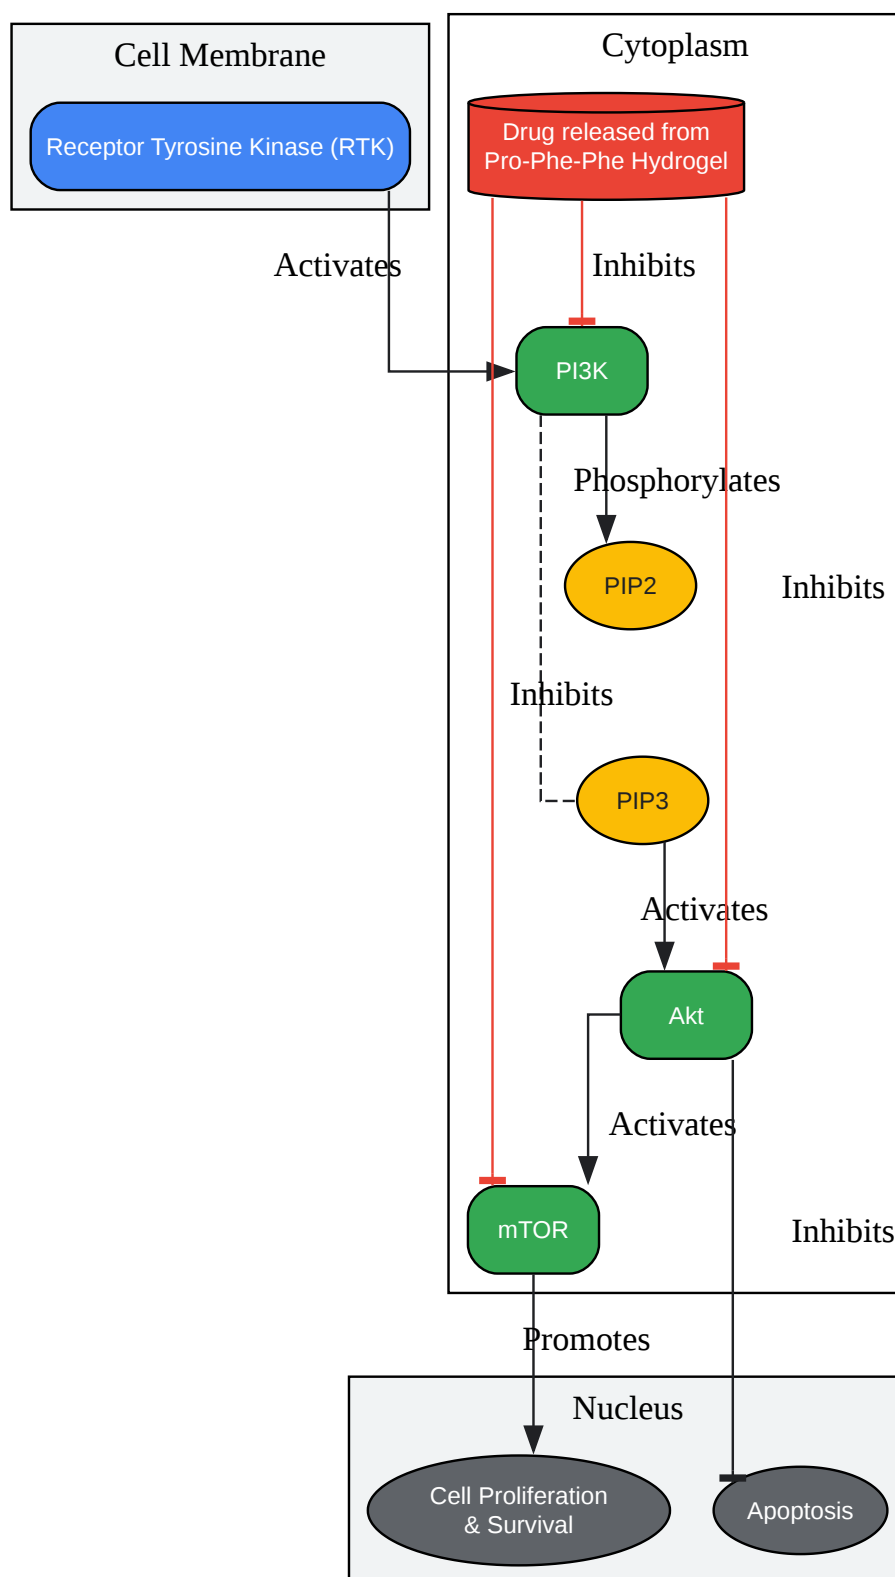 Cell Membrane
Cytoplasm
Receptor Tyrosine Kinase (RTK)
Drug released from
Pro-Phe-Phe Hydrogel
Activates
Inhibits
PI3K
Phosphorylates
PIP2
Inhibits
Inhibits
PIP3
Activates
Akt
Activates
mTOR
Inhibits
Promotes
Nucleus
Cell Proliferation
& Survival
Apoptosis